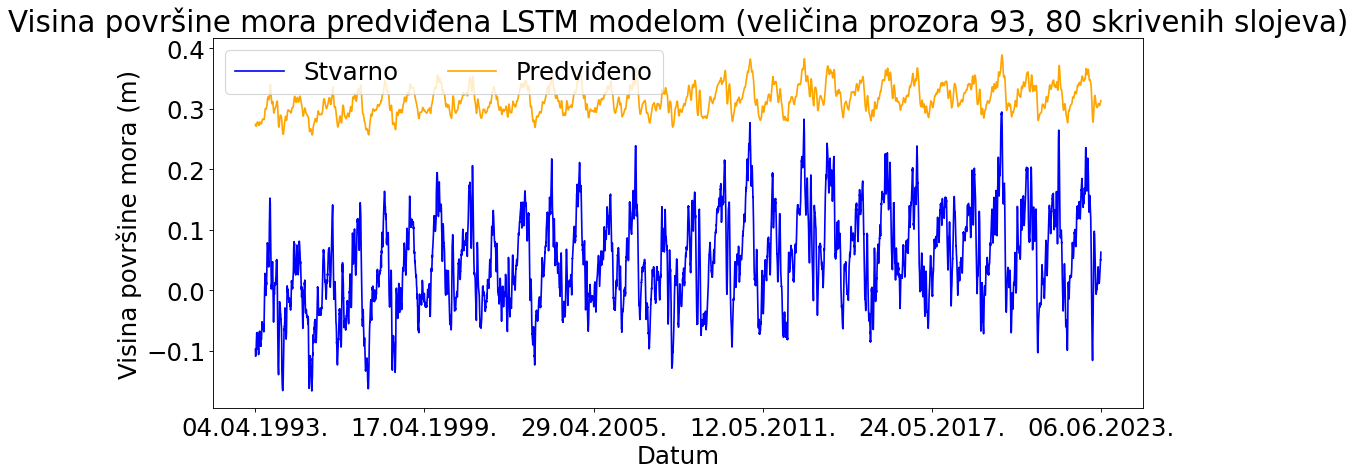 Visina površine mora predviđena LSTM modelom (veličina prozora 93, 80 skrivenih slojeva)
Stvarno Predviđeno
Visina površine mora (m)
0.4
0.3
0.2
0.1
0.0
−0.1
04.04.1993. 17.04.1999. 29.04.2005. 12.05.2011. 24.05.2017. 06.06.2023.
Datum